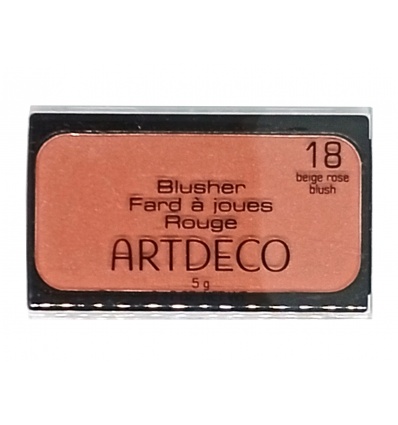 18
beige rose
blush
Blusher
Fard à joues
Rouge
ARTDECO
5 g